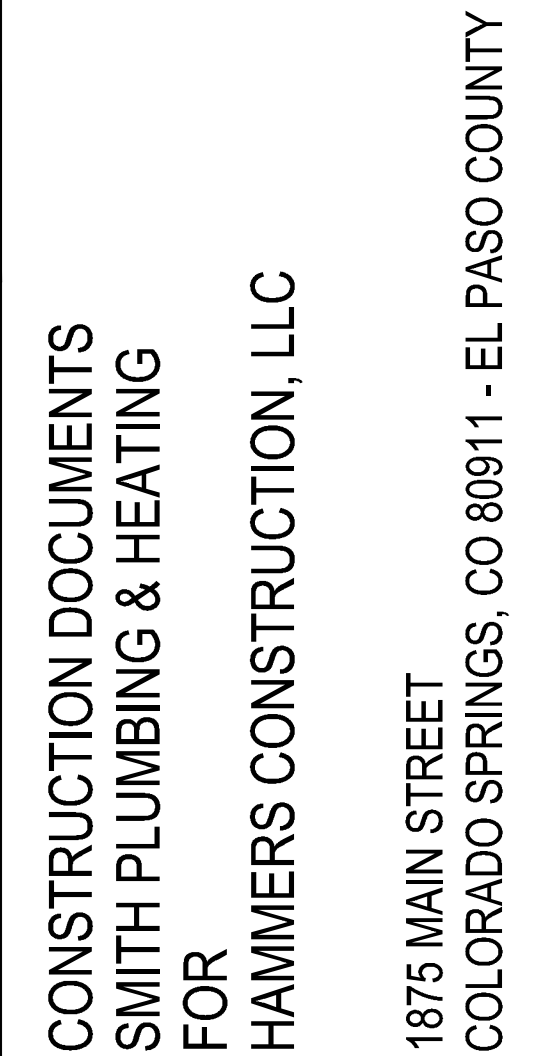 CONSTRUCTION DOCUMENTS
SMITH PLUMBING & HEATING
FOR
HAMMERS CONSTRUCTION, LLC
1875 MAIN STREET
COLORADO SPRINGS, CO 80911 - EL PASO COUNTY